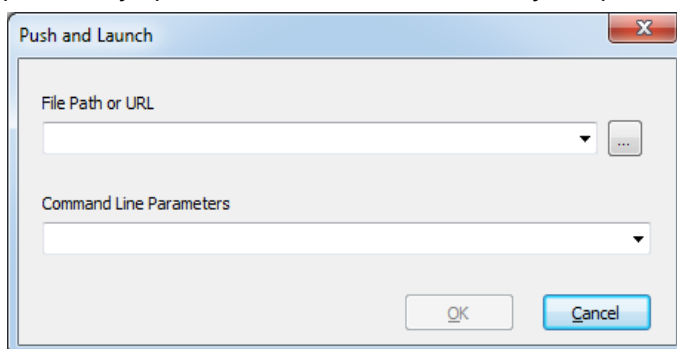 Push and Launch
X
File Path or URL
...
Command Line Parameters
OK
Cancel